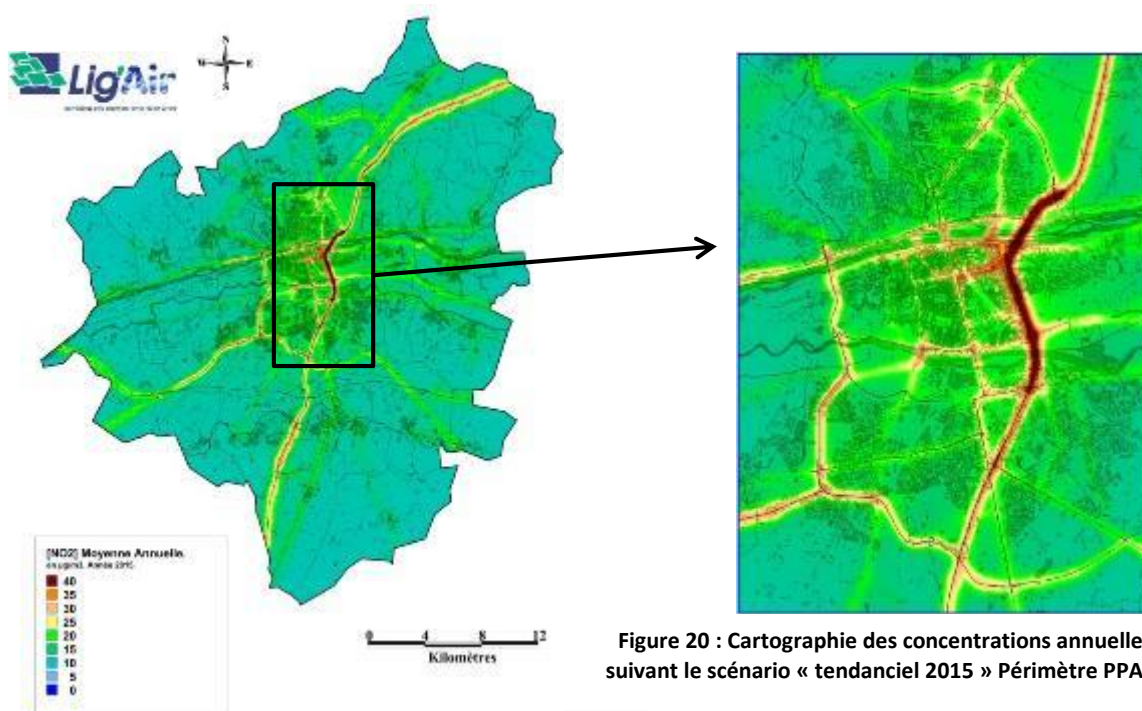 Lig'Air
N
W E
S
[NO2] Moyenne Annuelle.
en µg/m3. Année 2015
40
35
30
25
20
15
10
5
0
0 4 8 12
Kilomètres
Figure 20 : Cartographie des concentrations annuelle
suivant le scénario « tendanciel 2015 » Périmètre PPA